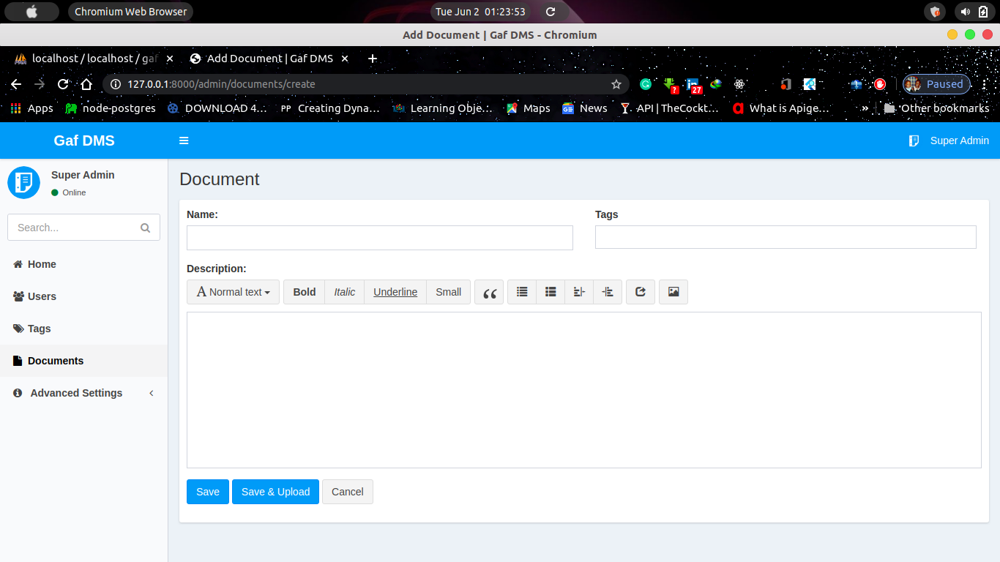 Chromium Web Browser
Tue Jun 2 01:23:53
Add Document | Gaf DMS - Chromium
localhost / localhost / gaf
Add Document | Gaf DMS
127.0.0.1:8000/admin/documents/create
?
27
Paused
Apps
node-postgres
DOWNLOAD 4...
PP Creating Dyna...
Learning Obje...
Maps
News
API | TheCockt...
What is Apige...
»
Other bookmarks
Gaf DMS
Super Admin
Super Admin
Online
Search...
Home
Users
Tags
Documents
Advanced Settings
Document
Name:
Tags
Description:
A Normal text
Bold
Italic
Underline
Small
Save
Save & Upload
Cancel